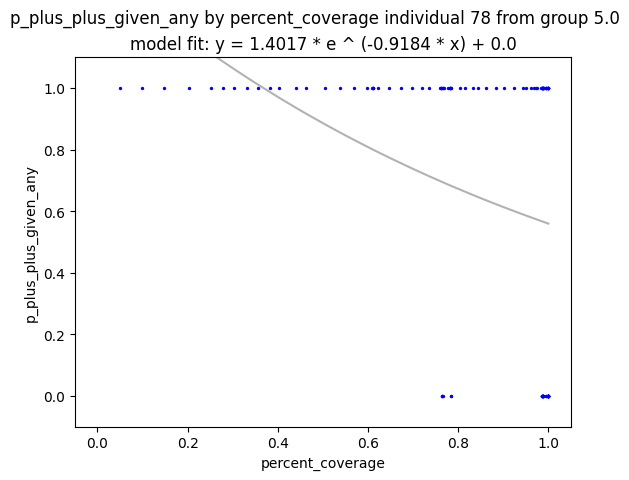 p_plus_plus_given_any by percent_coverage individual 78 from group 5.0
model fit: y = 1.4017 * e ^ (-0.9184 * x) + 0.0
1.0
0.8
0.6
0.4
0.2
0.0
p_plus_plus_given_any
0.0 0.2 0.4 0.6 0.8 1.0
percent_coverage